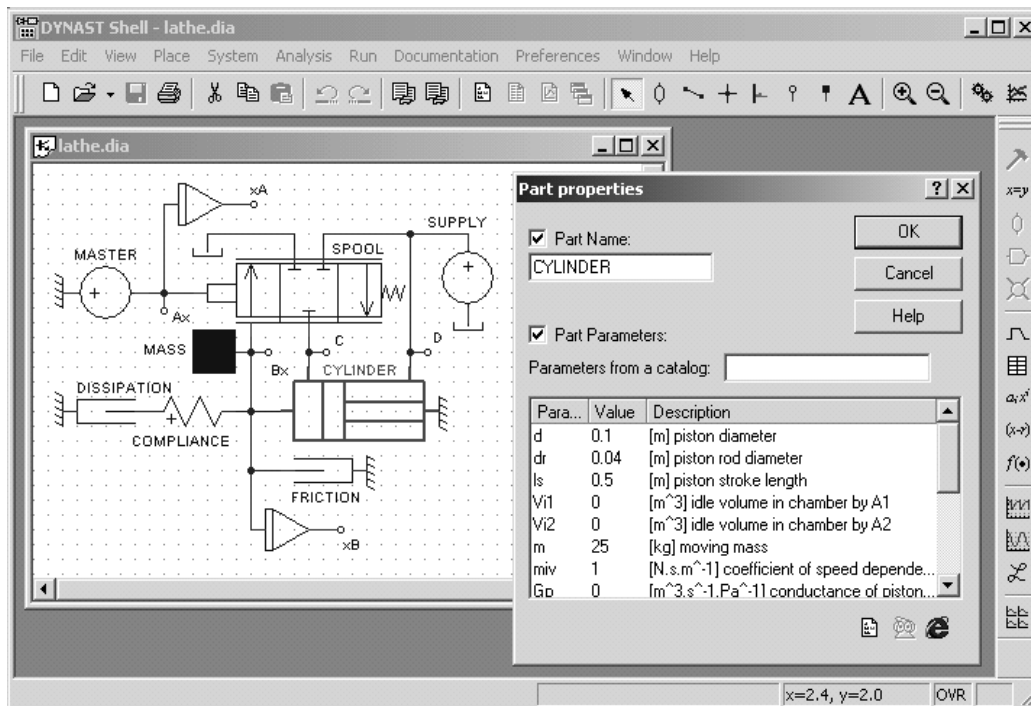 DYNAST Shell - lathe.dia
File Edit View Place System Analysis Run Documentation Preferences Window Help
A
x=y
lathe.dia
xA
SUPPLY
MASTER
SPOOL
+
+
Ax
MASS
C
D
Bx
CYLINDER
DISSIPATION
+
COMPLIANCE
FRICTION
xB
Part properties
?
Part Name:
CYLINDER
OK
Cancel
Help
Part Parameters:
Parameters from a catalog:
Para... Value Description
d 0.1 [m] piston diameter
dr 0.04 [m] piston rod diameter
ls 0.5 [m] piston stroke length
Vi1 0 [m^3] idle volume in chamber by A1
Vi2 0 [m^3] idle volume in chamber by A2
m 25 [kg] moving mass
miv 1 [N.s.m^-1] coefficient of speed depende...
Gp 0 [m^3.s^-1.Pa^-1] conductance of piston...
x=2.4, y=2.0 OVR